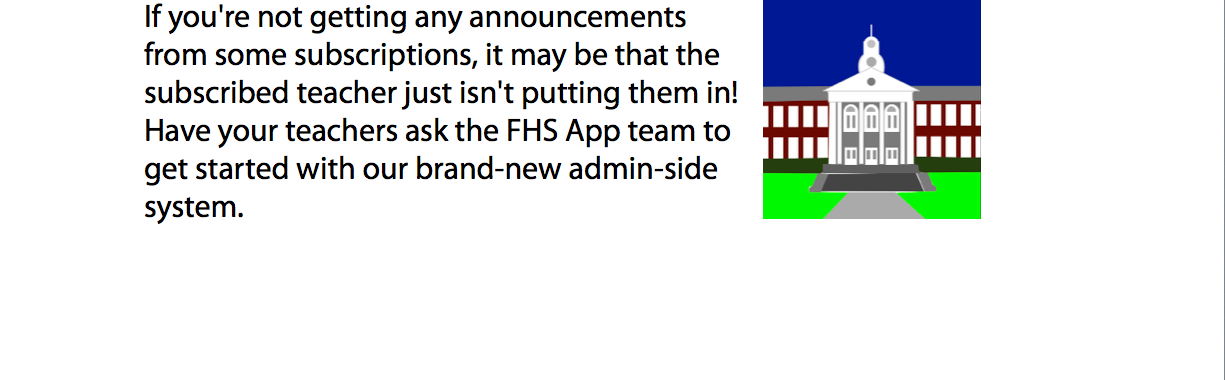 If you're not getting any announcements
from some subscriptions, it may be that the
subscribed teacher just isn't putting them in!
Have your teachers ask the FHS App team to
get started with our brand-new admin-side
system.